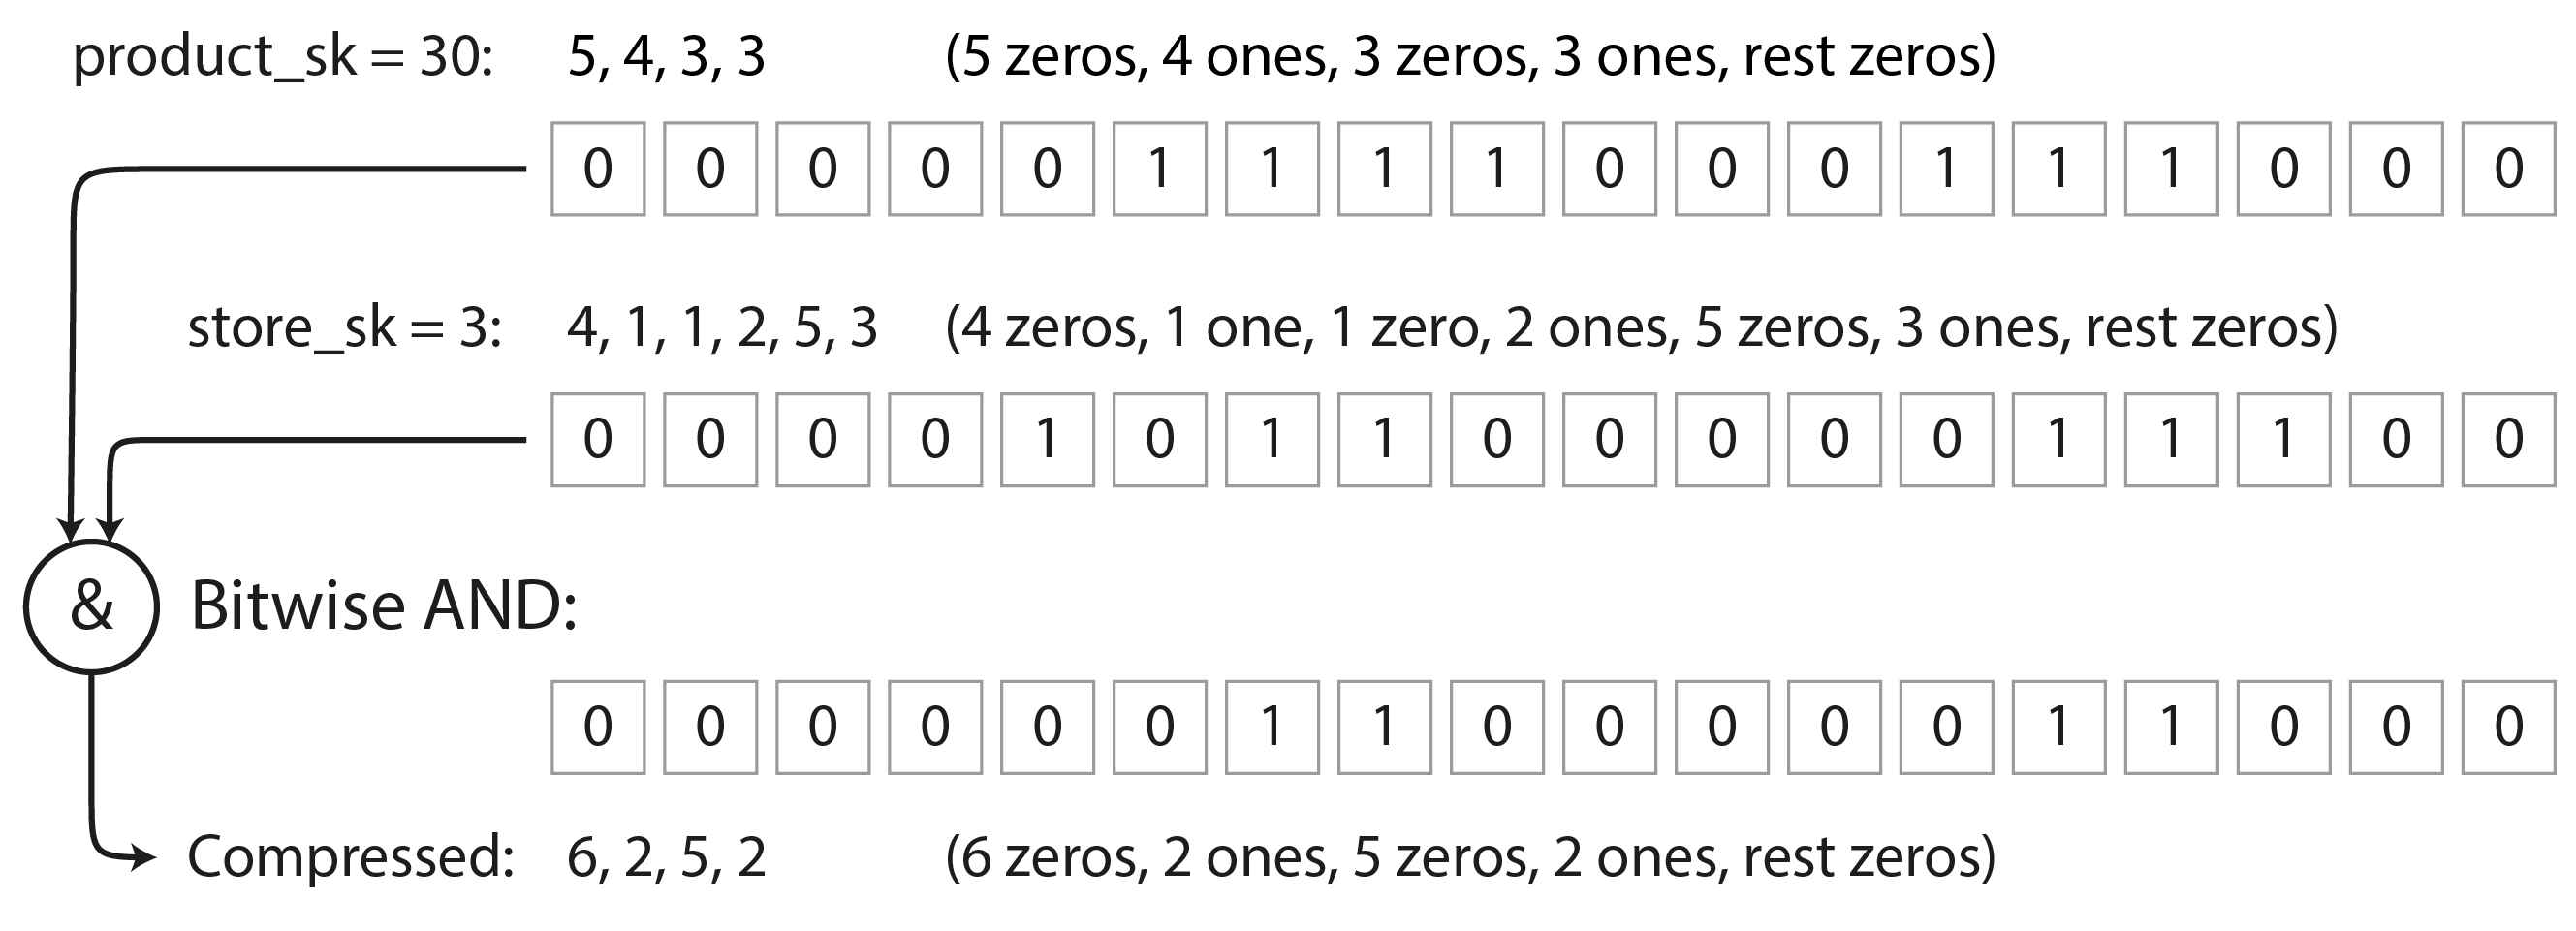 product_sk = 30: 5, 4, 3, 3 (5 zeros, 4 ones, 3 zeros, 3 ones, rest zeros)
0 0 0 0 0 1 1 1 1 0 0 0 1 1 1 0 0 0
store_sk = 3: 4, 1, 1, 2, 5, 3 (4 zeros, 1 one, 1 zero, 2 ones, 5 zeros, 3 ones, rest zeros)
0 0 0 0 1 0 1 1 0 0 0 0 0 1 1 1 0 0
& Bitwise AND:
0 0 0 0 0 0 1 1 0 0 0 0 0 1 1 0 0 0
Compressed: 6, 2, 5, 2 (6 zeros, 2 ones, 5 zeros, 2 ones, rest zeros)